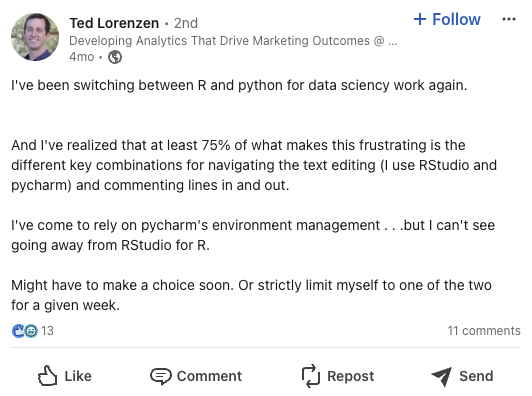 Ted Lorenzen • 2nd
+ Follow
Developing Analytics That Drive Marketing Outcomes @ ...
4mo •
I've been switching between R and python for data sciency work again.
And I've realized that at least 75% of what makes this frustrating is the
different key combinations for navigating the text editing (I use RStudio and
pycharm) and commenting lines in and out.
I've come to rely on pycharm's environment management . . .but I can't see
going away from RStudio for R.
Might have to make a choice soon. Or strictly limit myself to one of the two
for a given week.
13
11 comments
Like
Comment
Repost
Send